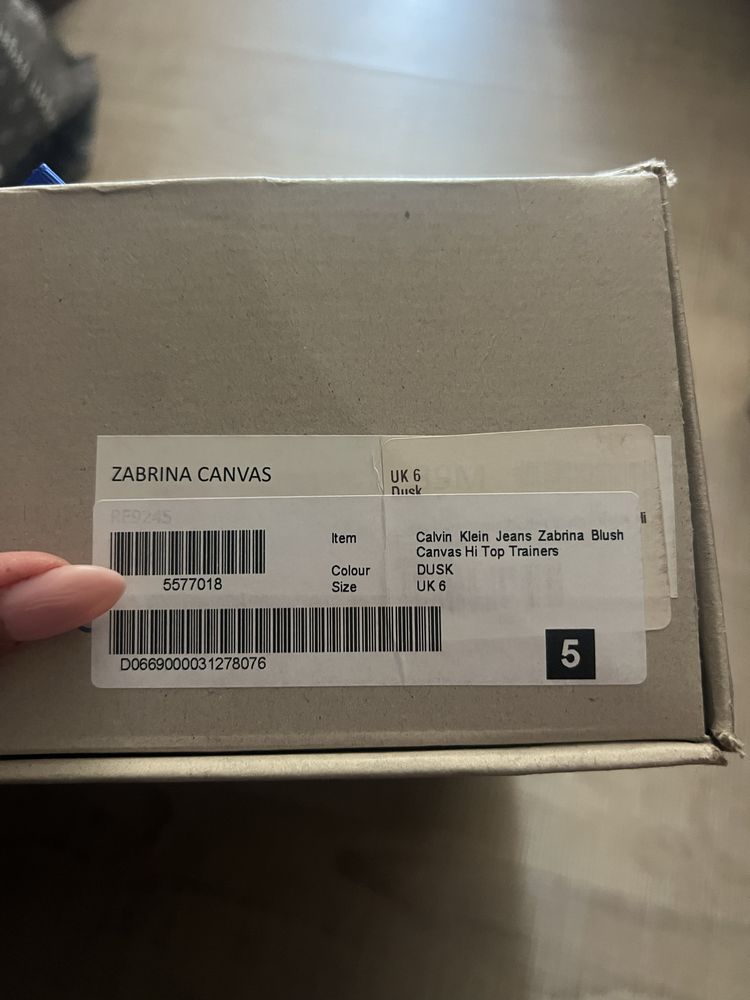 ZABRINA CANVAS
UK 6
Dusk
RF9245
Item Calvin Klein Jeans Zabrina Blush
Canvas Hi Top Trainers
5577018
Colour DUSK
Size UK 6
D0669000031278076
5